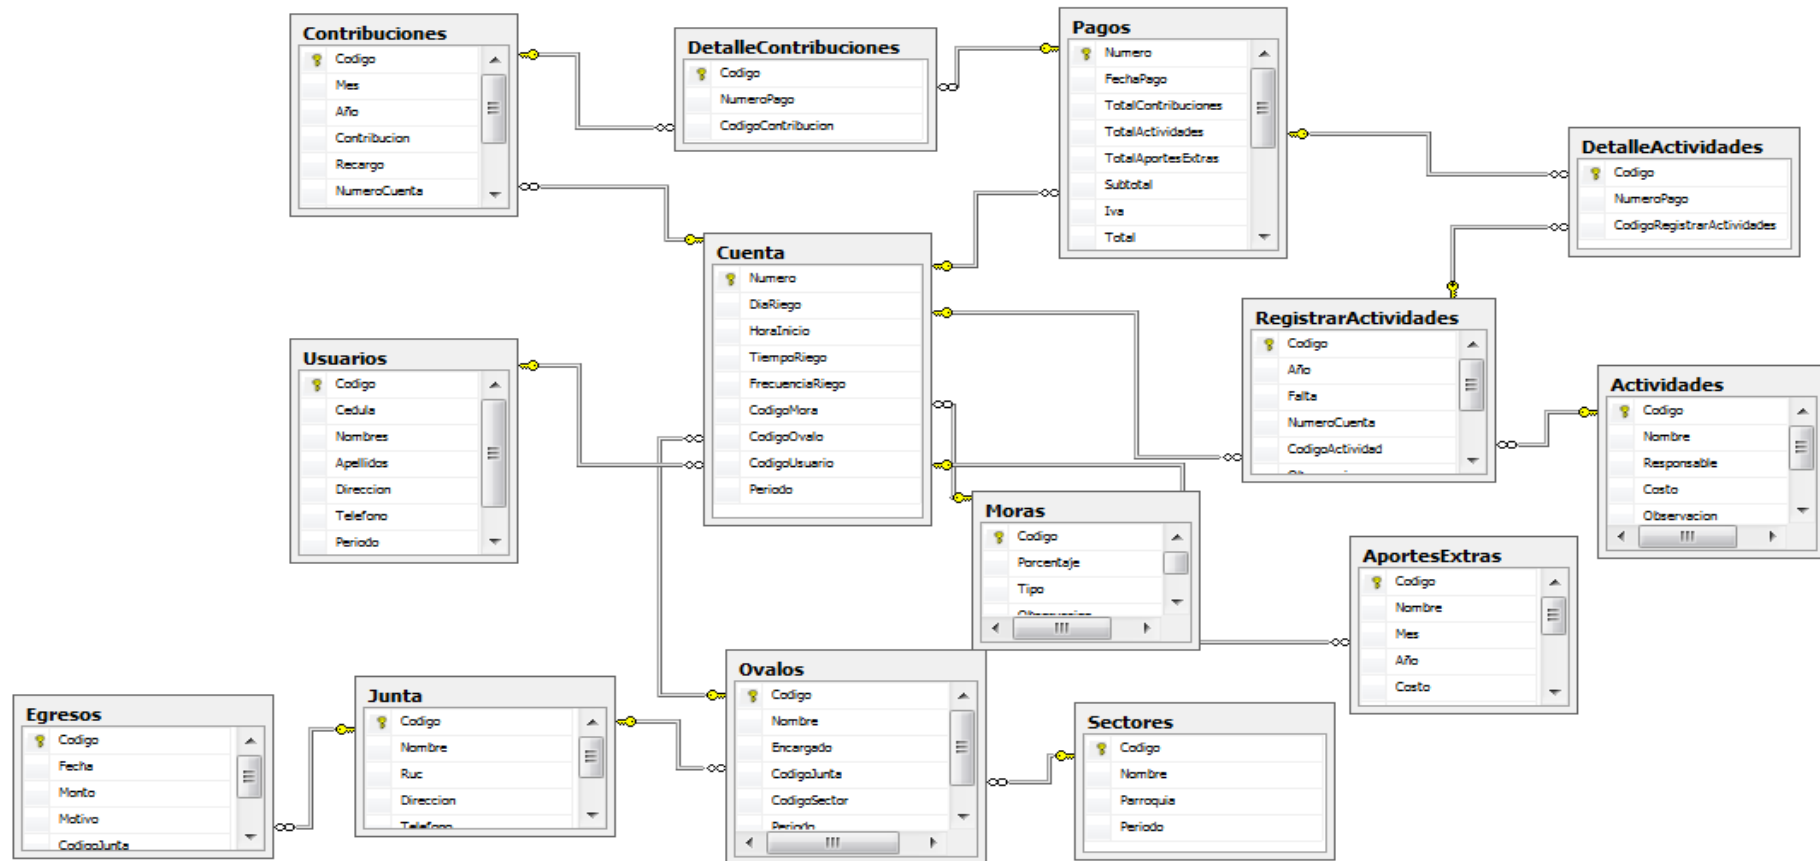 Contribuciones
Codigo
Mes
Año
Contribucion
Recargo
NumeroCuenta
DetalleContribuciones
Codigo
NumeroPago
CodigoContribucion
Pagos
Numero
FechaPago
TotalContribuciones
TotalActividades
TotalAportesExtras
Subtotal
Iva
Total
DetalleActividades
Codigo
NumeroPago
CodigoRegistrarActividades
Cuenta
Numero
DiaRiego
HoraInicio
TiempoRiego
FrecuenciaRiego
CodigoMora
CodigoOvalo
CodigoUsuario
Periodo
Usuarios
Codigo
Cedula
Nombres
Apellidos
Direccion
Telefono
Periodo
RegistrarActividades
Codigo
Año
Falta
NumeroCuenta
CodigoActividad
Actividades
Codigo
Nombre
Responsable
Costo
Observacion
Moras
Codigo
Porcentaje
Tipo
Observacion
AportesExtras
Codigo
Nombre
Mes
Año
Costo
Egresos
Codigo
Fecha
Monto
Motivo
CodigoJunta
Junta
Codigo
Nombre
Ruc
Direccion
Telefono
Ovalos
Codigo
Nombre
Encargado
CodigoJunta
CodigoSector
Periodo
Sectores
Codigo
Nombre
Parroquia
Periodo